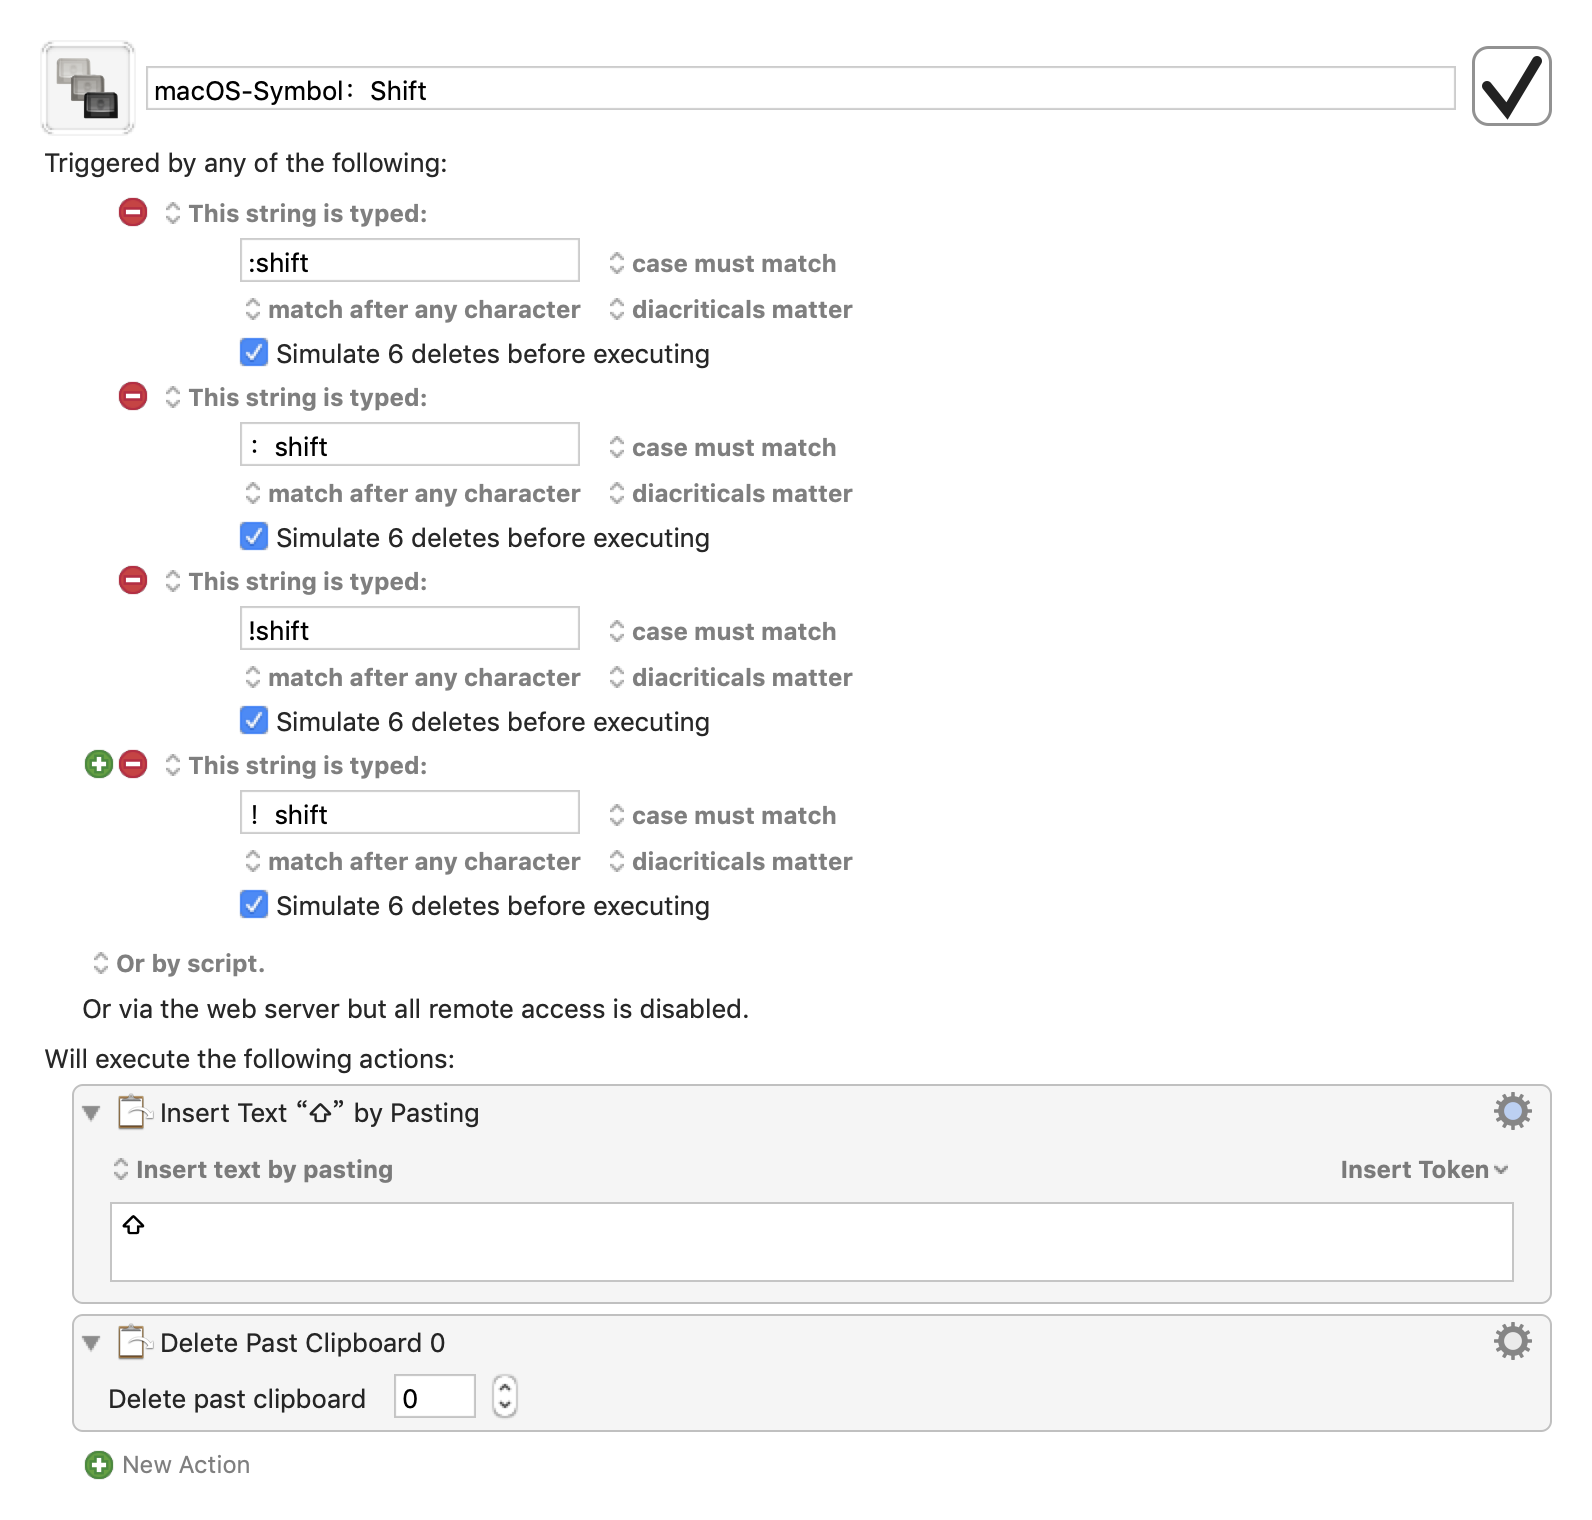 macOS-Symbol：Shift
Triggered by any of the following:
This string is typed:
:shift case must match
match after any character diacriticals matter
Simulate 6 deletes before executing
This string is typed:
：shift case must match
match after any character diacriticals matter
Simulate 6 deletes before executing
This string is typed:
!shift case must match
match after any character diacriticals matter
Simulate 6 deletes before executing
This string is typed:
！shift case must match
match after any character diacriticals matter
Simulate 6 deletes before executing
Or by script.
Or via the web server but all remote access is disabled.
Will execute the following actions:
Insert Text “⇧” by Pasting
Insert text by pasting Insert Token
⇧
Delete Past Clipboard 0
Delete past clipboard 0
New Action